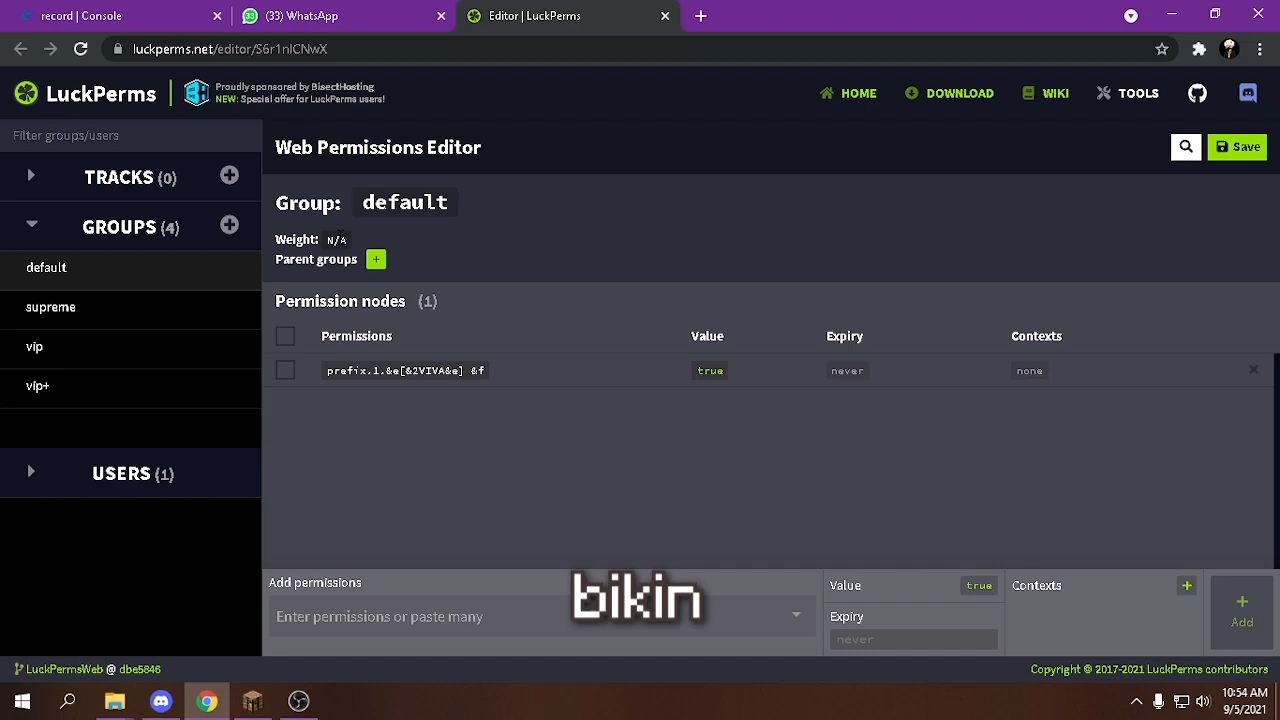 record | Console
(33) WhatsApp
Editor | LuckPerms
luckperms.net/editor/S6r1nlCNwX
LuckPerms
Proudly sponsored by BisectHosting
NEW: Special offer for LuckPerms users!
HOME
DOWNLOAD
WIKI
TOOLS
Filter groups/users
TRACKS (0)
GROUPS (4)
default
supreme
vip
vip+
USERS (1)
Web Permissions Editor
Save
Group: default
Weight: N/A
Parent groups +
Permission nodes (1)
Permissions Value Expiry Contexts
prefix.1.&e[&2VIVA&e] &f true never none
Add permissions
Enter permissions or paste many
bikin
Value true
Expiry
never
Contexts +
+
Add
LuckPermsWeb @ dbe5846
Copyright © 2017-2021 LuckPerms contributors
10:54 AM
9/5/2021